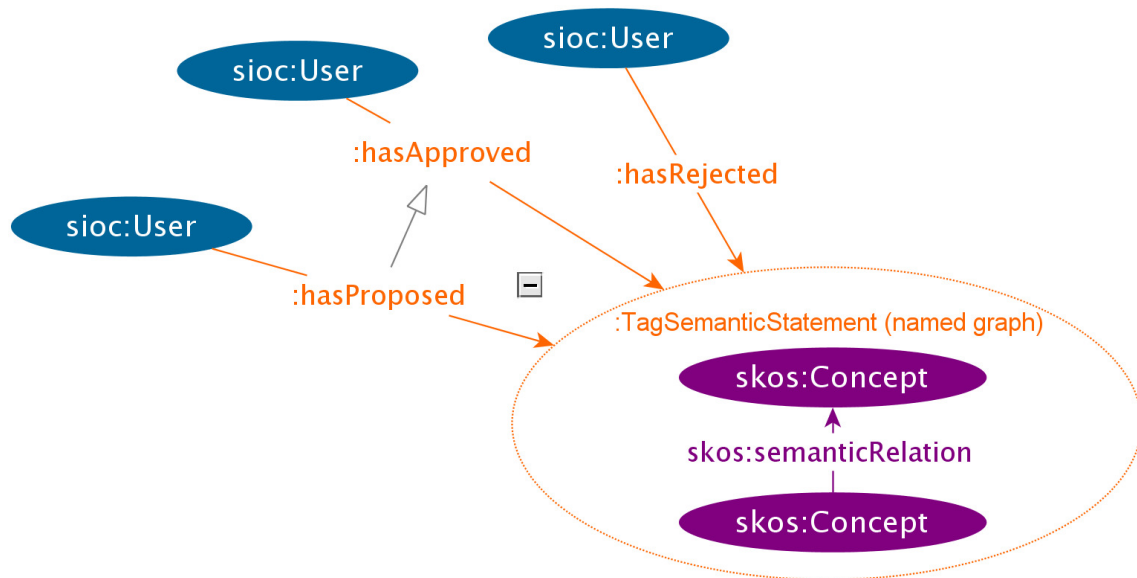 sioc:User
sioc:User
:hasApproved
:hasRejected
sioc:User
:hasProposed
:TagSemanticStatement (named graph)
skos:Concept
skos:semanticRelation
skos:Concept